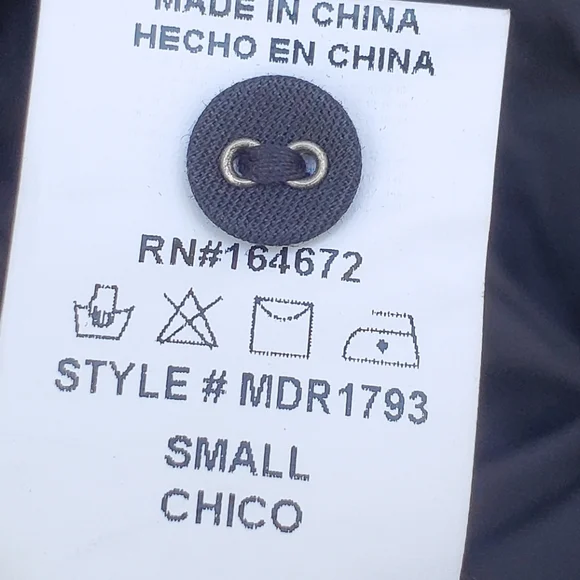 MADE IN CHINA
HECHO EN CHINA
RN#164672
STYLE # MDR1793
SMALL
CHICO